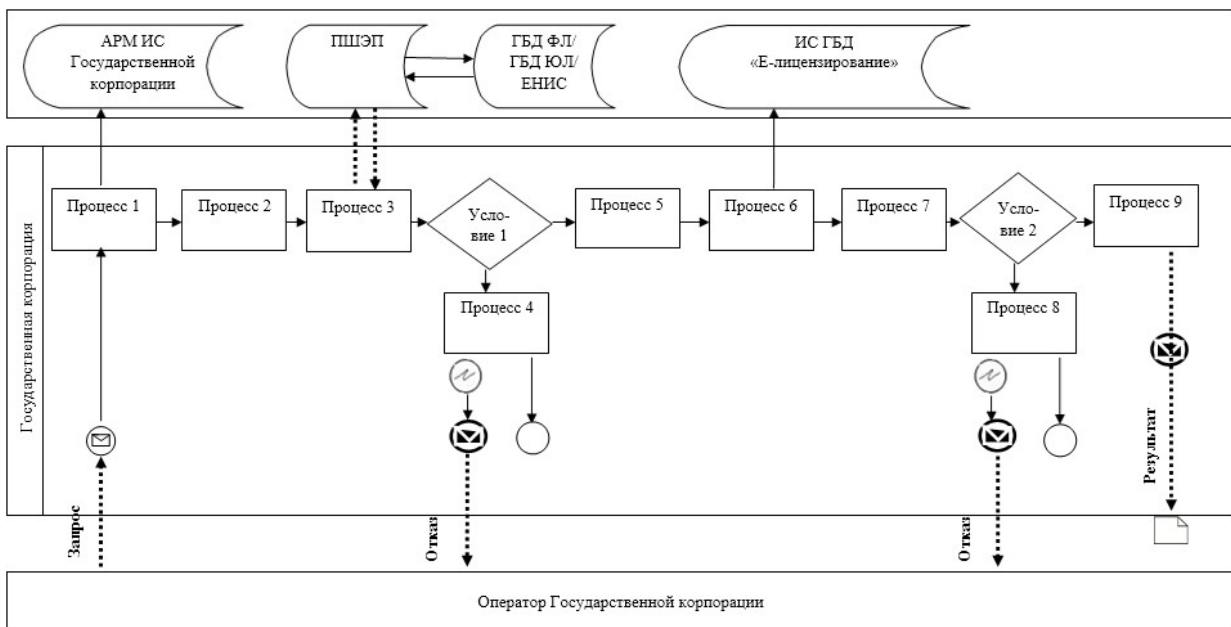 АРМ ИС
Государственной
корпорации
ПШЭП
ГБД ФЛ/
ГБД ЮЛ/
ЕНИС
ИС ГБД
«Е-лицензирование»
Государственная корпорация
Процесс 1
Процесс 2
Процесс 3
Усло-
вие 1
Процесс 5
Процесс 6
Процесс 7
Усло-
вие 2
Процесс 9
Процесс 4
Процесс 8
Запрос
Отказ
Отказ
Результат
Оператор Государственной корпорации